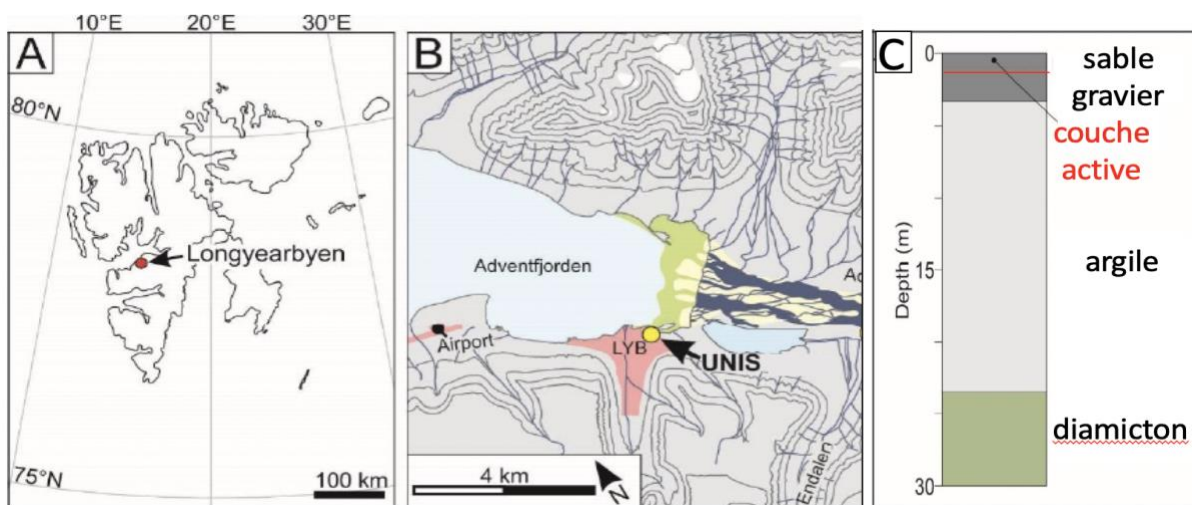 10°E 20°E 30°E
A
80°N
Longyearbyen
75°N
100 km
B
Adventfjorden
Airport
LYB
UNIS
Ac
4 km
N
Endalen
C
0
sable
gravier
couche
active
Depth (m)
15
argile
diamicton
30